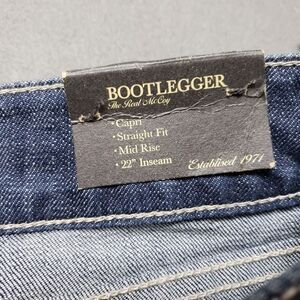 BOOTLEGGER
The Real McCoy
•Capri
•Straight Fit
•Mid Rise
•22" Inseam
Established 1971